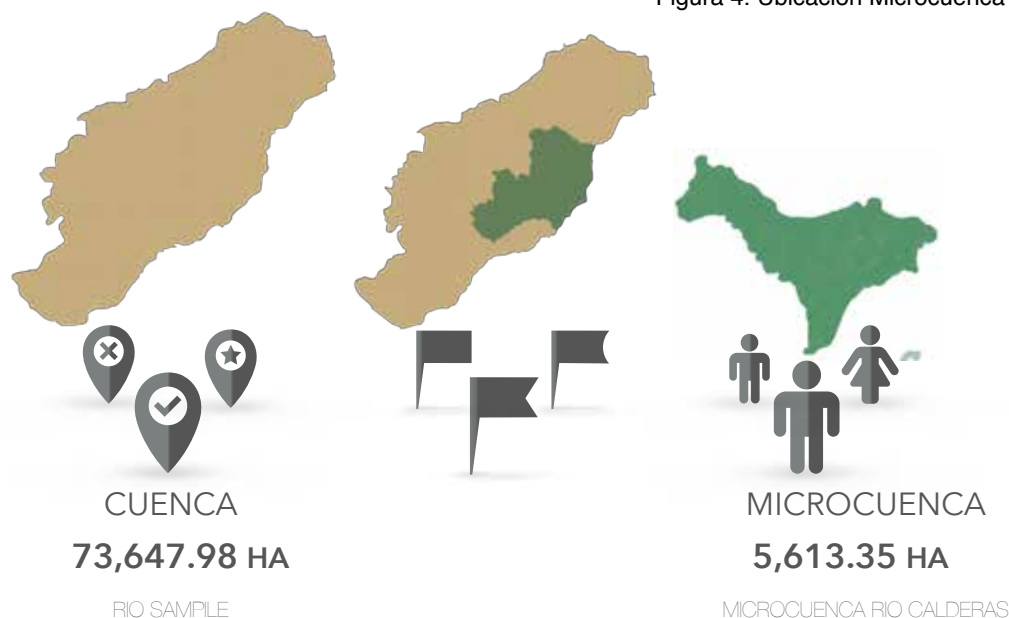 Figura 4. Ubicación Microcuenca
CUENCA
73,647.98 HA
RIO SAMPILE
MICROCUENCA
5,613.35 HA
MICROCUENCA RIO CALDERAS